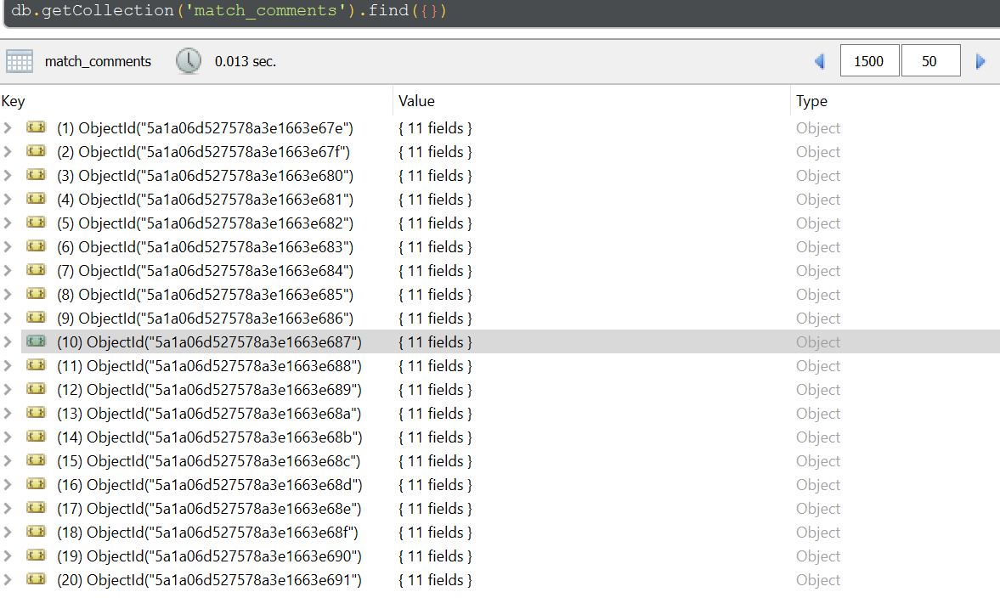 db.getCollection('match_comments').find({})
match_comments 0.013 sec. 1500 50
Key Value Type
(1) ObjectId("5a1a06d527578a3e1663e67e") { 11 fields } Object
(2) ObjectId("5a1a06d527578a3e1663e67f") { 11 fields } Object
(3) ObjectId("5a1a06d527578a3e1663e680") { 11 fields } Object
(4) ObjectId("5a1a06d527578a3e1663e681") { 11 fields } Object
(5) ObjectId("5a1a06d527578a3e1663e682") { 11 fields } Object
(6) ObjectId("5a1a06d527578a3e1663e683") { 11 fields } Object
(7) ObjectId("5a1a06d527578a3e1663e684") { 11 fields } Object
(8) ObjectId("5a1a06d527578a3e1663e685") { 11 fields } Object
(9) ObjectId("5a1a06d527578a3e1663e686") { 11 fields } Object
(10) ObjectId("5a1a06d527578a3e1663e687") { 11 fields } Object
(11) ObjectId("5a1a06d527578a3e1663e688") { 11 fields } Object
(12) ObjectId("5a1a06d527578a3e1663e689") { 11 fields } Object
(13) ObjectId("5a1a06d527578a3e1663e68a") { 11 fields } Object
(14) ObjectId("5a1a06d527578a3e1663e68b") { 11 fields } Object
(15) ObjectId("5a1a06d527578a3e1663e68c") { 11 fields } Object
(16) ObjectId("5a1a06d527578a3e1663e68d") { 11 fields } Object
(17) ObjectId("5a1a06d527578a3e1663e68e") { 11 fields } Object
(18) ObjectId("5a1a06d527578a3e1663e68f") { 11 fields } Object
(19) ObjectId("5a1a06d527578a3e1663e690") { 11 fields } Object
(20) ObjectId("5a1a06d527578a3e1663e691") { 11 fields } Object